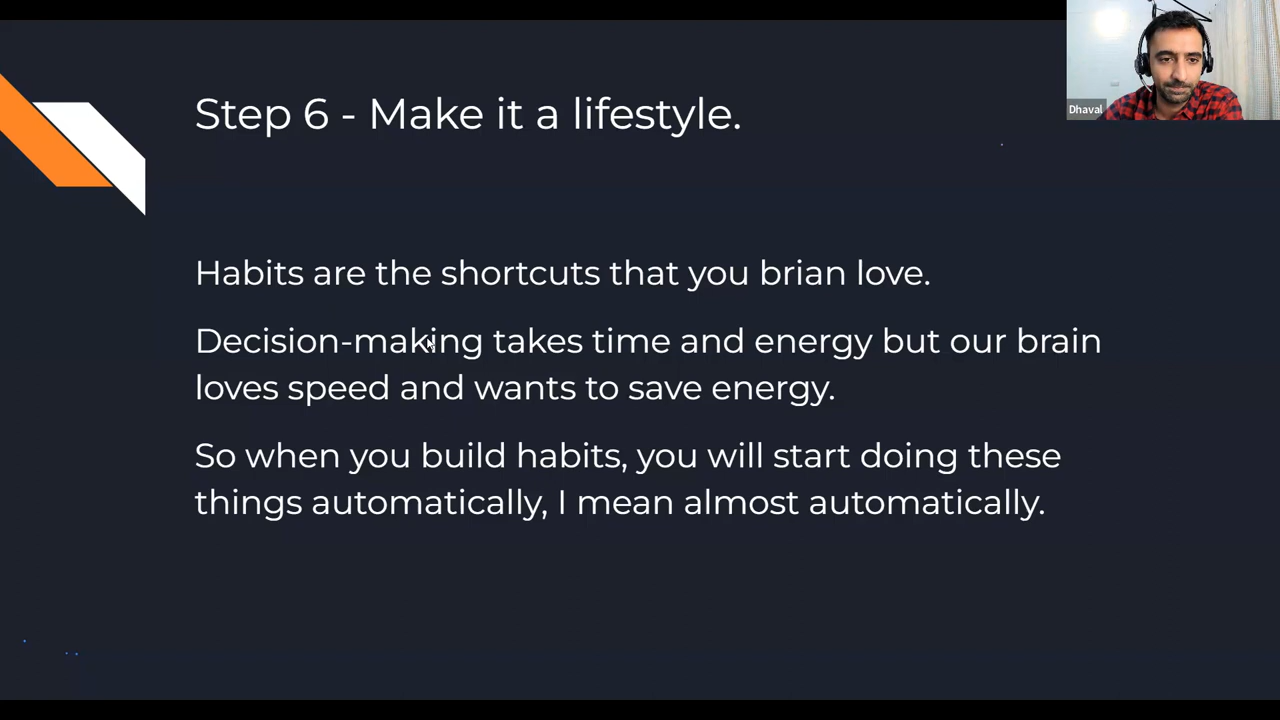 Step 6 - Make it a lifestyle.
Dhaval
Habits are the shortcuts that you brian love.
Decision-making takes time and energy but our brain
loves speed and wants to save energy.
So when you build habits, you will start doing these
things automatically, I mean almost automatically.